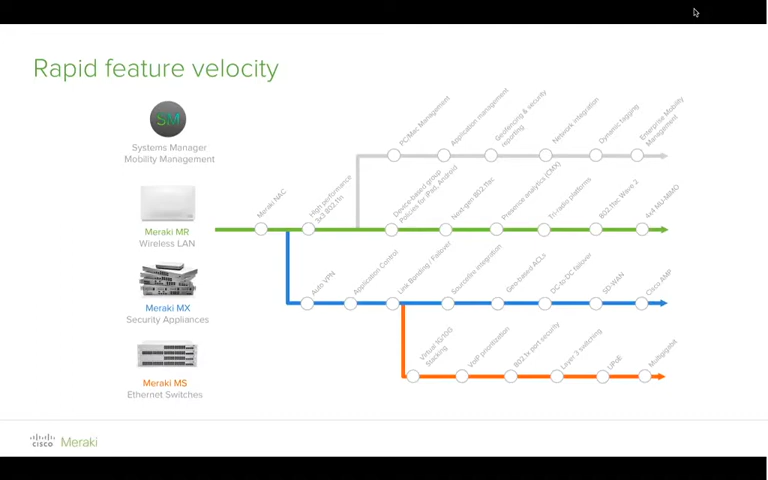 Rapid feature velocity
SM
Systems Manager
Mobility Management
PC/Mac Management
Application management
Geofencing & security
reporting
Network integration
Dynamic tagging
Enterprise Mobility
Management
Meraki MR
Wireless LAN
Meraki NAC
High performance
3x3 802.11n
Device-based group
Policies for iPad, Android
Next-gen 802.11ac
Presence analytics (CMX)
Tri-radio platforms
802.11ac Wave 2
4x4 MU-MIMO
Meraki MX
Security Appliances
Auto VPN
Application Control
Link Bonding / Failover
Sourcefire integration
Geo-based ACLs
DC-to-DC failover
SD-WAN
Cisco AMP
Meraki MS
Ethernet Switches
Virtual 1G/10G
Stacking
VoIP prioritization
802.1x port security
Layer 3 switching
UPoE
Multigigabit
CISCO Meraki